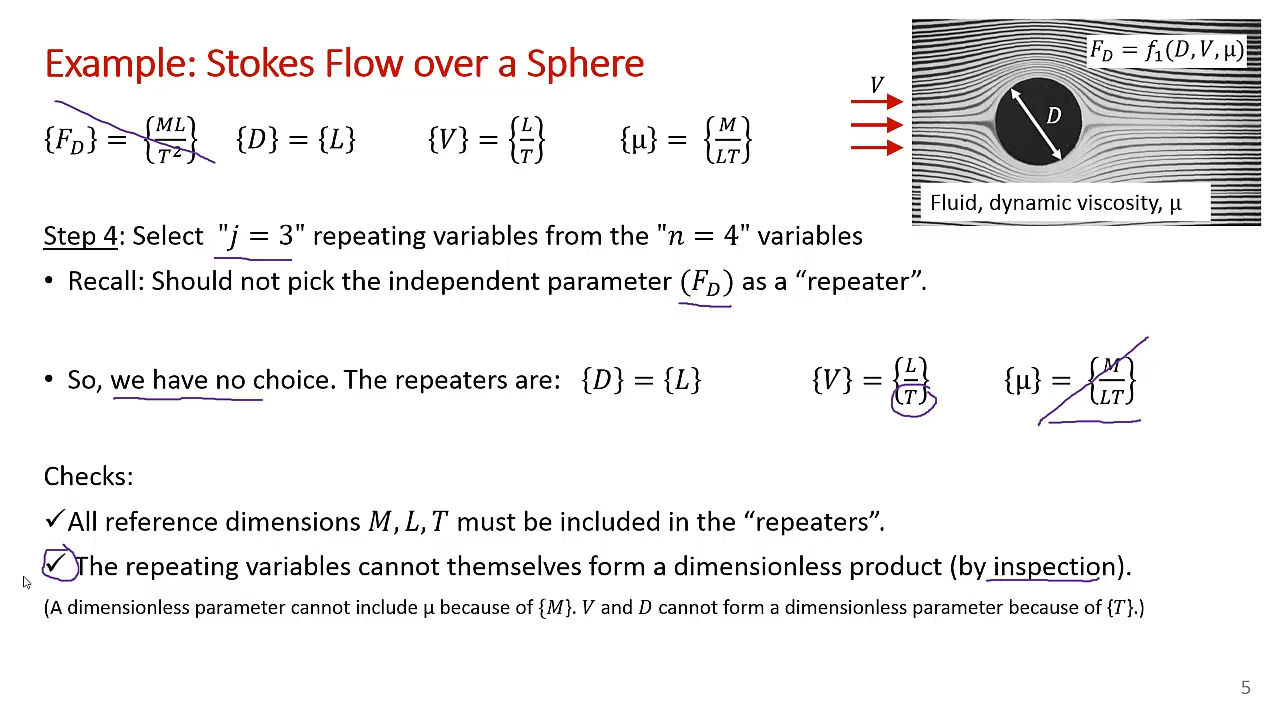 Example: Stokes Flow over a Sphere
{F_D} = {ML/T²} {D} = {L} {V} = {L/T} {μ} = {M/LT}
V
F_D = f₁(D, V, μ)
D
Fluid, dynamic viscosity, μ
Step 4: Select "j = 3" repeating variables from the "n = 4" variables
• Recall: Should not pick the independent parameter (F_D) as a “repeater”.
• So, we have no choice. The repeaters are: {D} = {L} {V} = {L/T} {μ} = {M/LT}
Checks:
✓All reference dimensions M, L, T must be included in the “repeaters”.
✓The repeating variables cannot themselves form a dimensionless product (by inspection).
(A dimensionless parameter cannot include μ because of {M}. V and D cannot form a dimensionless parameter because of {T}.)
5